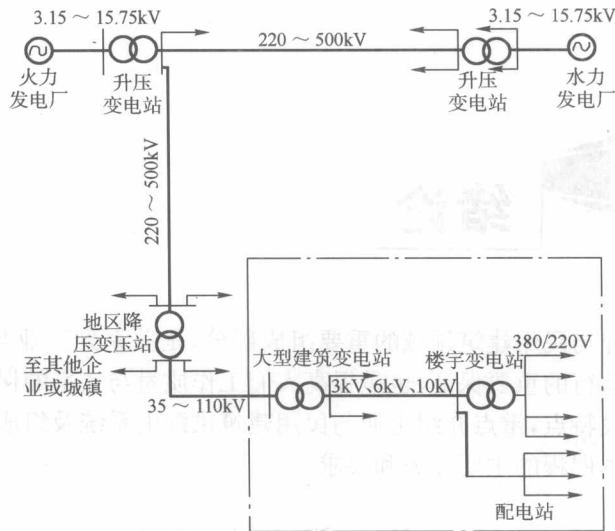 3.15～15.75kV
3.15～15.75kV
220～500kV
火力
发电厂
升压
变电站
升压
变电站
水力
发电厂
220～500kV
绪论
地区降
压变压站
至其他企
业或城镇
35～110kV
大型建筑变电站
楼宇变电站
380/220V
3kV、6kV、10kV
配电站